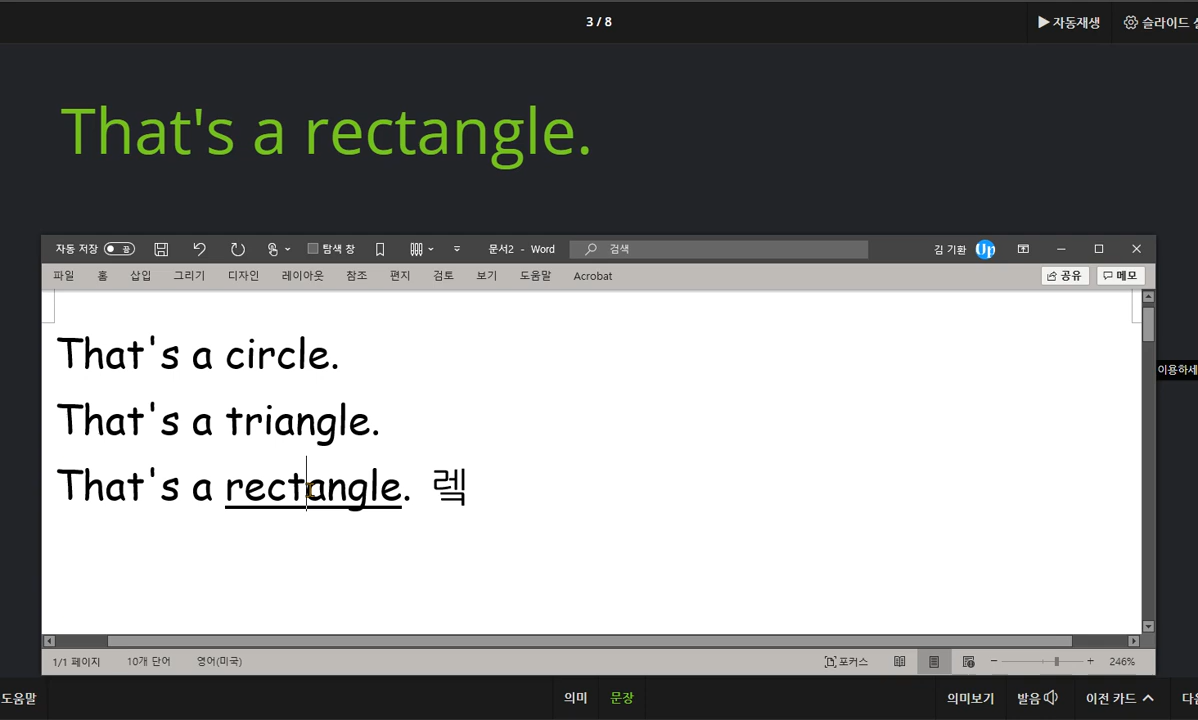 3 / 8
▶자동재생
슬라이드
That's a rectangle.
자동 저장 끔
탐색 창
문서2 - Word
검색
김 기환
Up
파일 홈 삽입 그리기 디자인 레이아웃 참조 편지 검토 보기 도움말 Acrobat
공유
메모
That's a circle.
That's a triangle.
That's a rectangle. 렉
이용하세
1/1 페이지 10개 단어 영어(미국)
포커스
- + 246%
도움말
의미 문장
의미보기 발음 이전 카드